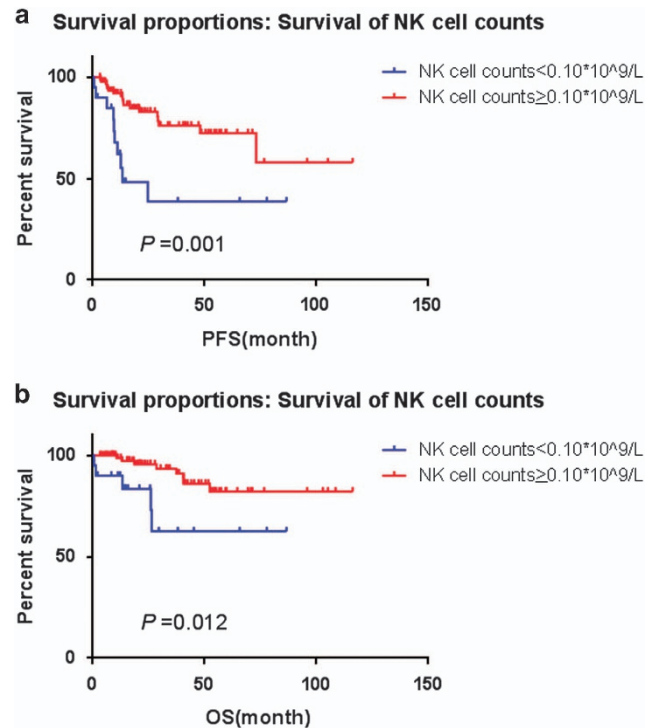 a
Survival proportions: Survival of NK cell counts
NK cell counts<0.10*10^9/L
NK cell counts≥0.10*10^9/L
100
50
0
Percent survival
P =0.001
0 50 100 150
PFS(month)
b
Survival proportions: Survival of NK cell counts
NK cell counts<0.10*10^9/L
NK cell counts≥0.10*10^9/L
100
50
0
Percent survival
P =0.012
0 50 100 150
OS(month)